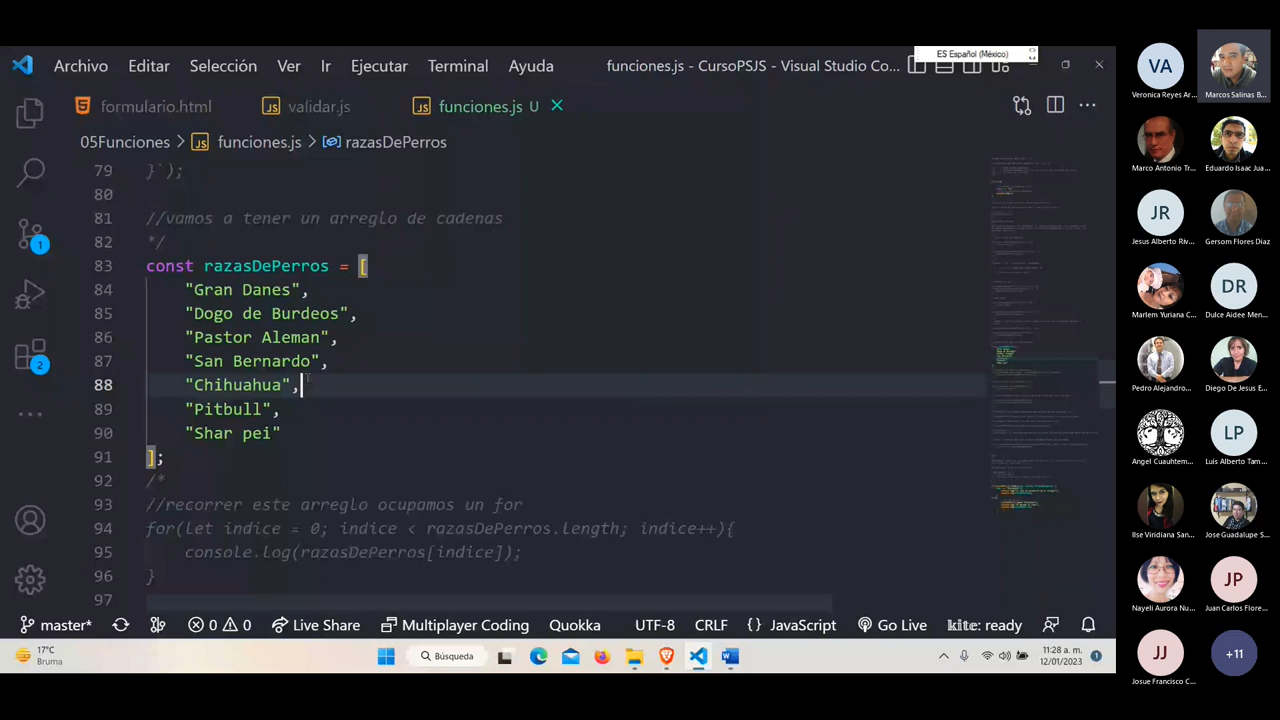 ES Español (México)
Archivo Editar Selección V Ir Ejecutar Terminal Ayuda funciones.js - CursoPSJS - Visual Studio Co...
formulario.html validar.js funciones.js U
05Funciones > funciones.js > razasDePerros
79 }`);
80
81 //vamos a tener un arreglo de cadenas
82 */
83 const razasDePerros = [
84 "Gran Danes",
85 "Dogo de Burdeos",
86 "Pastor Aleman",
87 "San Bernardo",
88 "Chihuahua",
89 "Pitbull",
90 "Shar pei"
91 ];
92 /*
93 //recorrer este arreglo ocupamos un for
94 for(let indice = 0; indice < razasDePerros.length; indice++){
95 console.log(razasDePerros[indice]);
96 }
97
1
2
master* 0 0 Live Share Multiplayer Coding Quokka UTF-8 CRLF {} JavaScript Go Live kite: ready
17°C
Bruma
Búsqueda
11:28 a. m.
12/01/2023
1
VA
Veronica Reyes Ar...
Marcos Salinas B...
Marco Antonio Tr...
Eduardo Isaac Jua...
JR
Jesus Alberto Riv...
Gersom Flores Diaz
Marlem Yuriana C...
DR
Dulce Aidee Men...
Pedro Alejandro...
Diego De Jesus E...
Angel Cuauhtem...
LP
Luis Alberto Tam...
Ilse Viridiana San...
Jose Guadalupe S...
Nayeli Aurora Nu...
JP
Juan Carlos Flore...
JJ
Josue Francisco C...
+11